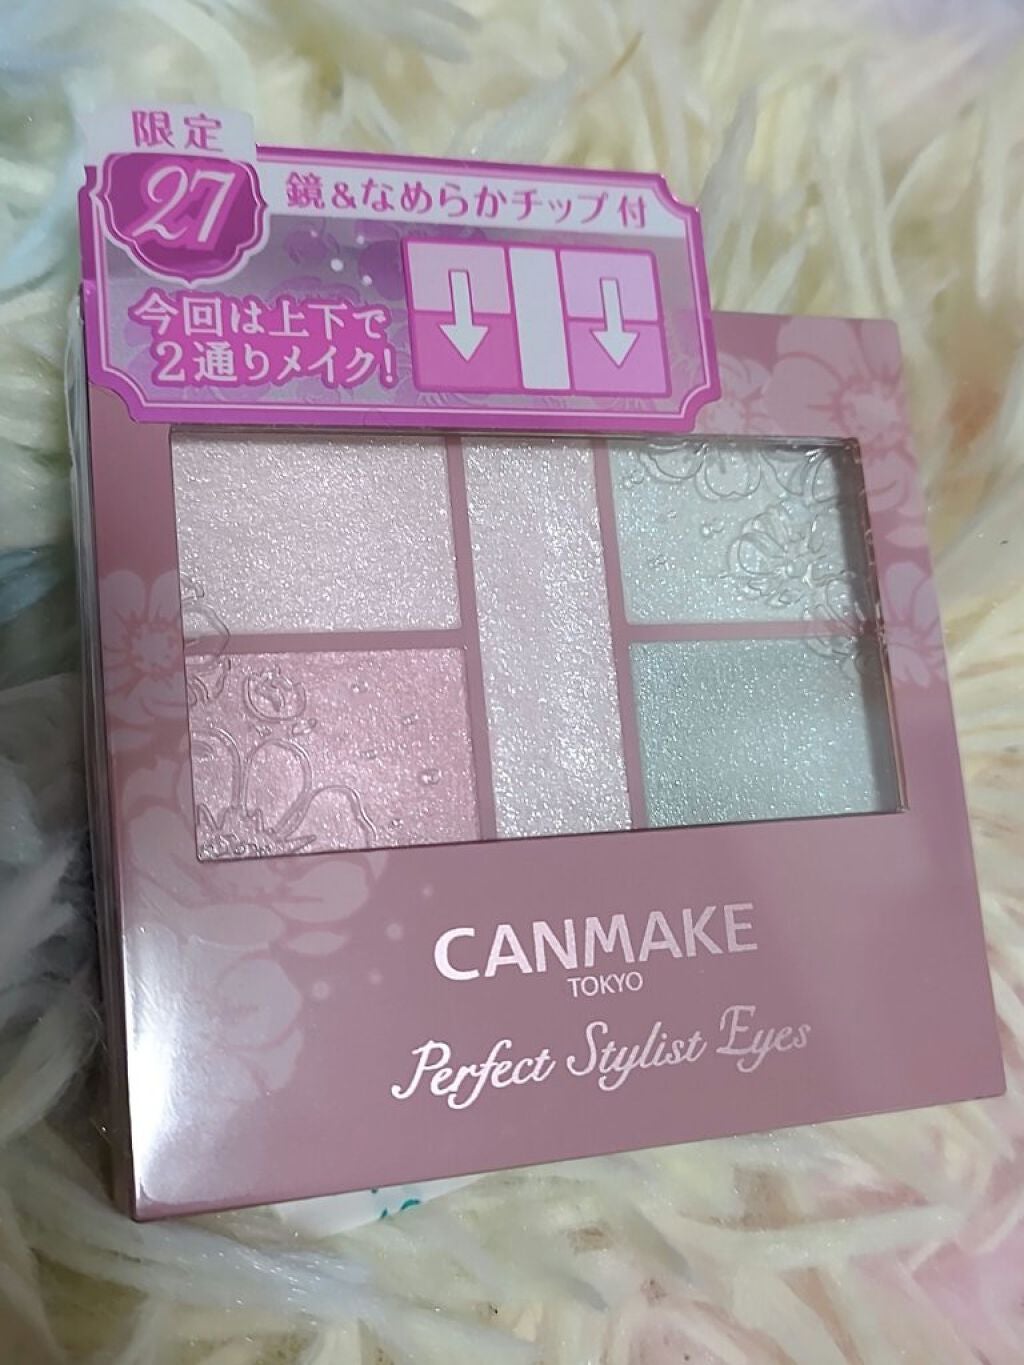 限定
27
鏡&なめらかチップ付
今回は上下で
2通りメイク!
CANMAKE
TOKYO
Perfect Stylist Eyes